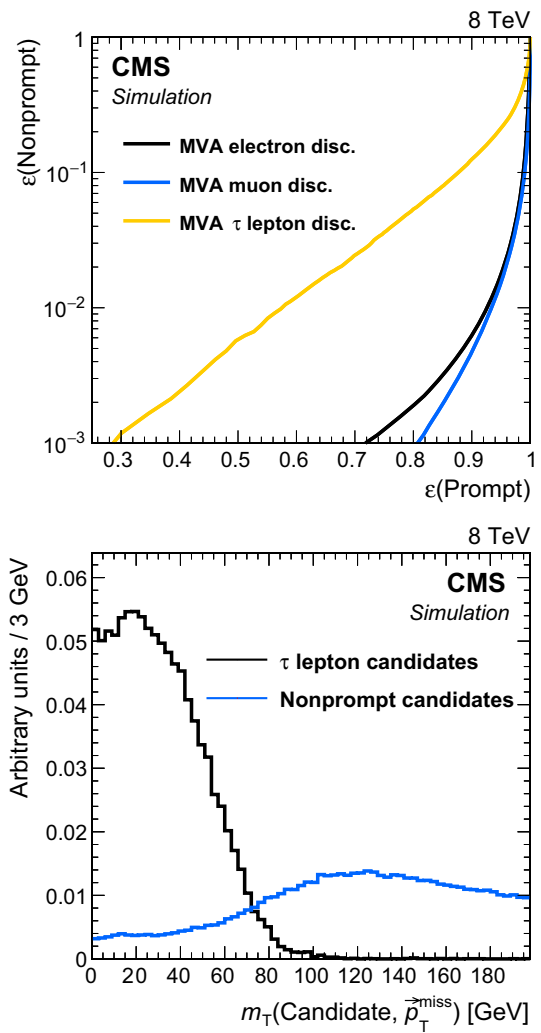 8 TeV
CMS
Simulation
MVA electron disc.
MVA muon disc.
MVA τ lepton disc.
ε(Nonprompt)
1
10⁻¹
10⁻²
10⁻³
0.3 0.4 0.5 0.6 0.7 0.8 0.9 1
ε(Prompt)
8 TeV
CMS
Simulation
τ lepton candidates
Nonprompt candidates
Arbitrary units / 3 GeV
0.06
0.05
0.04
0.03
0.02
0.01
0
0 20 40 60 80 100 120 140 160 180
m_T(Candidate, p⃗_T^miss) [GeV]